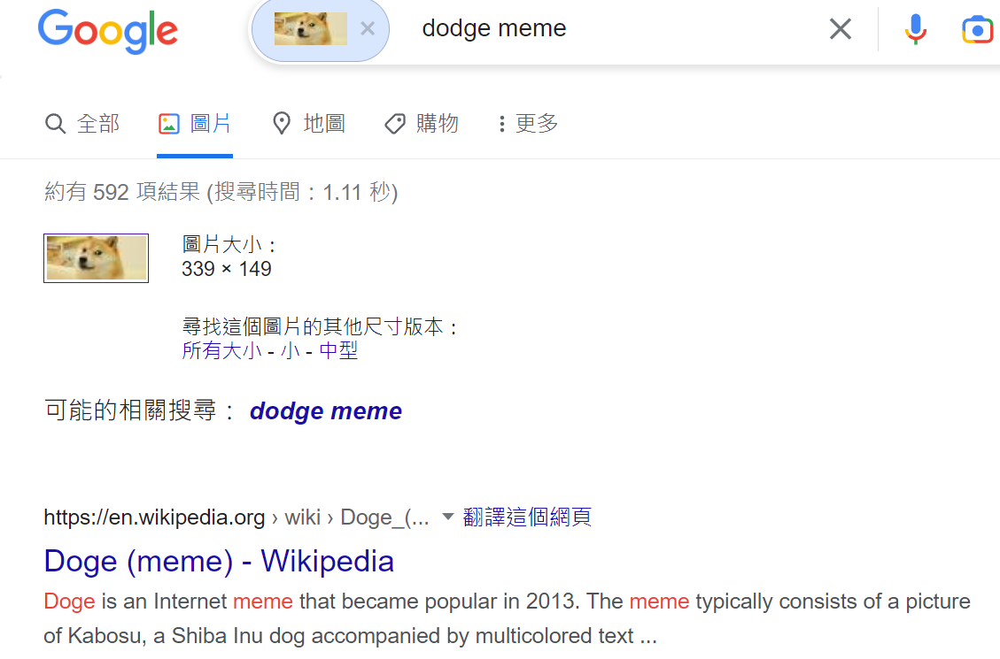 Google
dodge meme
全部 圖片 地圖 購物 更多
約有 592 項結果 (搜尋時間：1.11 秒)
圖片大小：
339 × 149
尋找這個圖片的其他尺寸版本：
所有大小 - 小 - 中型
可能的相關搜尋： dodge meme
https://en.wikipedia.org › wiki › Doge_(... 翻譯這個網頁
Doge (meme) - Wikipedia
Doge is an Internet meme that became popular in 2013. The meme typically consists of a picture
of Kabosu, a Shiba Inu dog accompanied by multicolored text ...